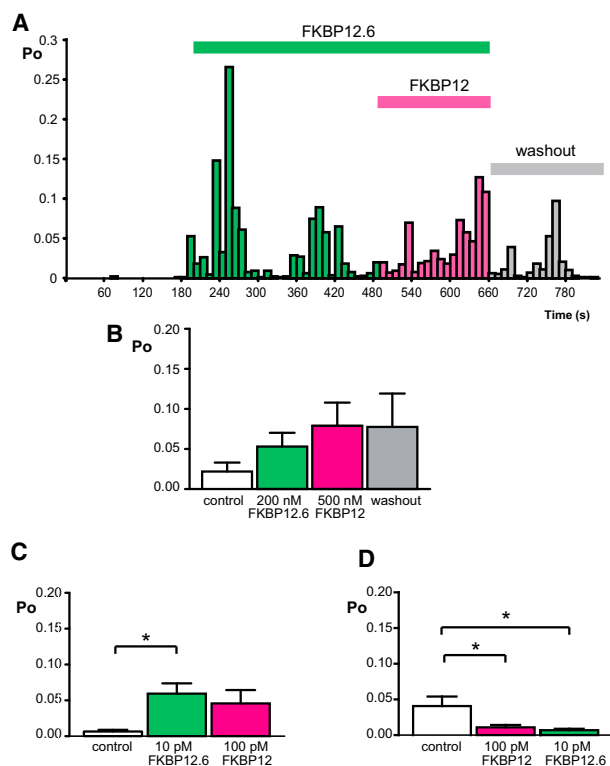 A
FKBP12.6
Po
0.3
0.25
0.2
0.15
0.1
0.05
0
FKBP12
washout
60 120 180 240 300 360 420 480 540 600 660 720 780
Time (s)
B
Po
0.20
0.15
0.10
0.05
0.00
control 200 nM 500 nM washout
FKBP12.6 FKBP12
C
Po
0.20
0.15
0.10
0.05
0.00
*
control 10 pM 100 pM
FKBP12.6 FKBP12
D
Po
0.20
0.15
0.10
0.05
0.00
*
*
control 100 pM 10 pM
FKBP12 FKBP12.6